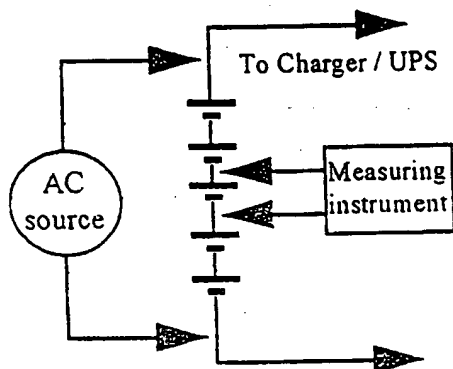 To Charger / UPS
AC
source
Measuring
instrument